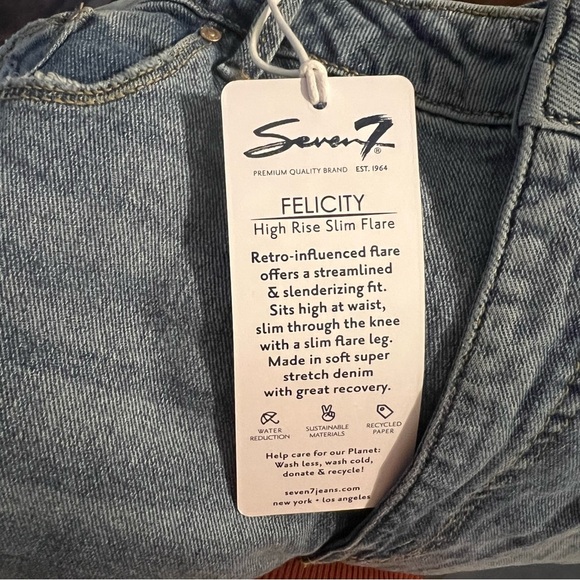 Seven7®
PREMIUM QUALITY BRAND EST. 1964
FELICITY
High Rise Slim Flare
Retro-influenced flare
offers a streamlined
& slenderizing fit.
Sits high at waist,
slim through the knee
with a slim flare leg.
Made in soft super
stretch denim
with great recovery.
WATER REDUCTION
SUSTAINABLE MATERIALS
RECYCLED PAPER
Help care for our Planet:
Wash less, wash cold,
donate & recycle!
seven7jeans.com
new york • los angeles